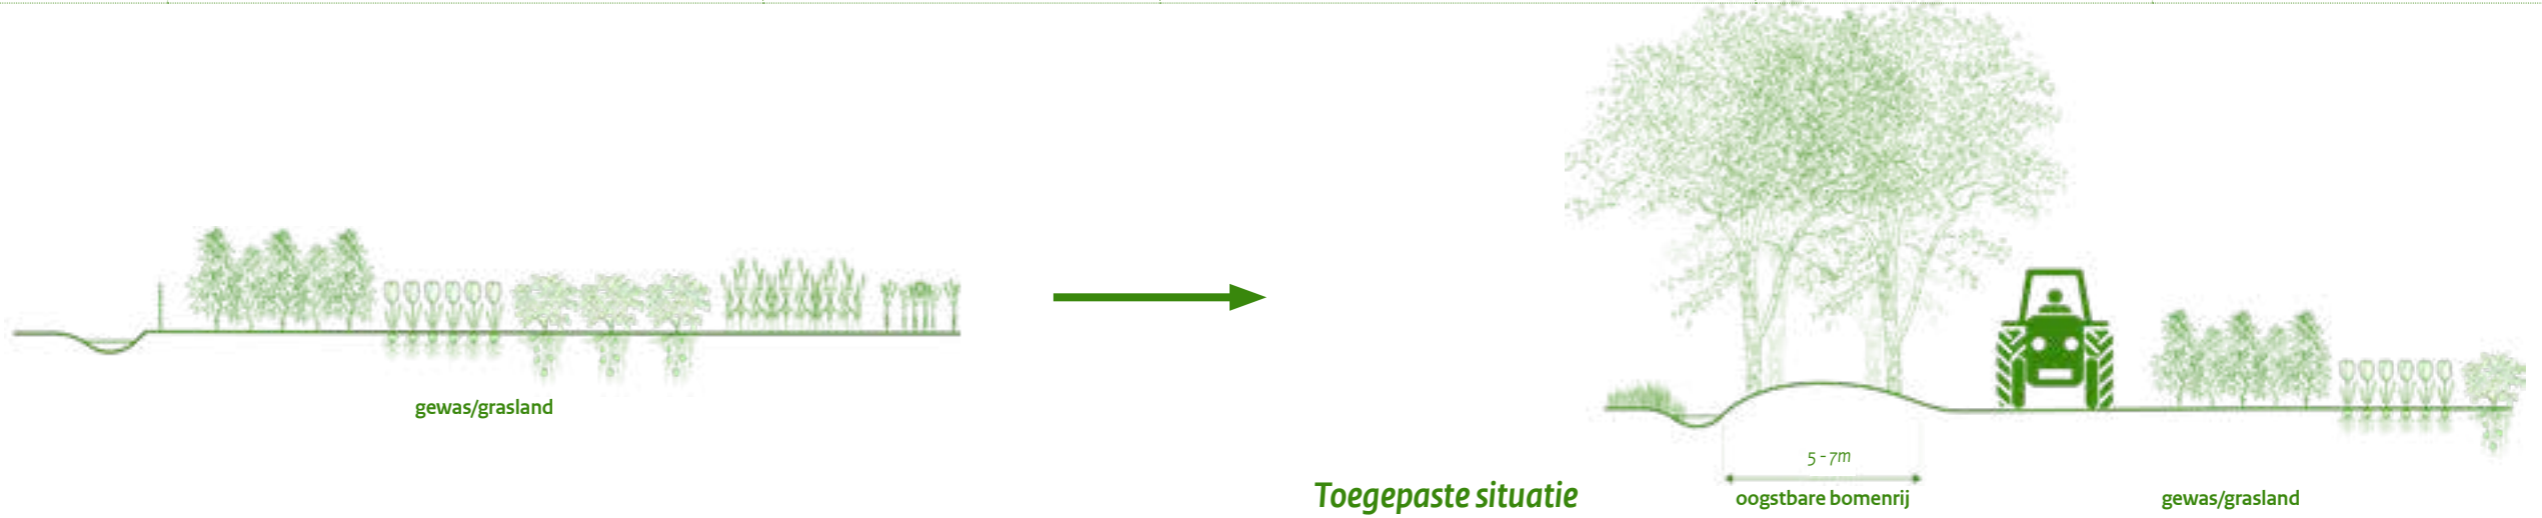 gewas/grasland
5 - 7m
Toegepaste situatie
oogstbare bomenrij
gewas/grasland